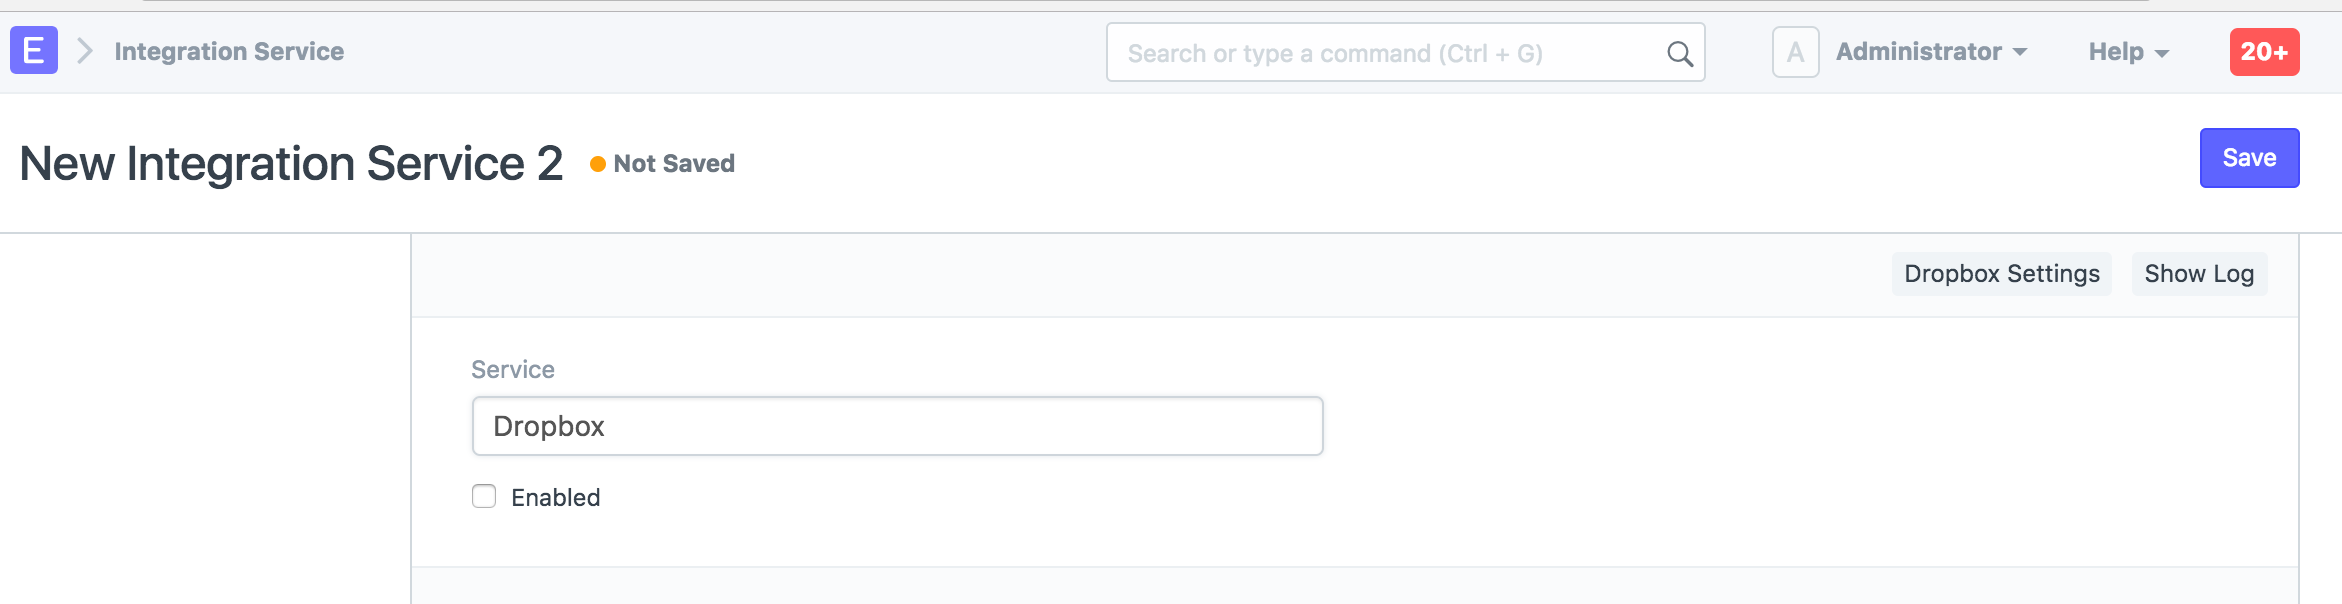 E Integration Service Search or type a command (Ctrl + G) A Administrator Help 20+
New Integration Service 2 Not Saved Save
Dropbox Settings Show Log
Service
Dropbox
Enabled